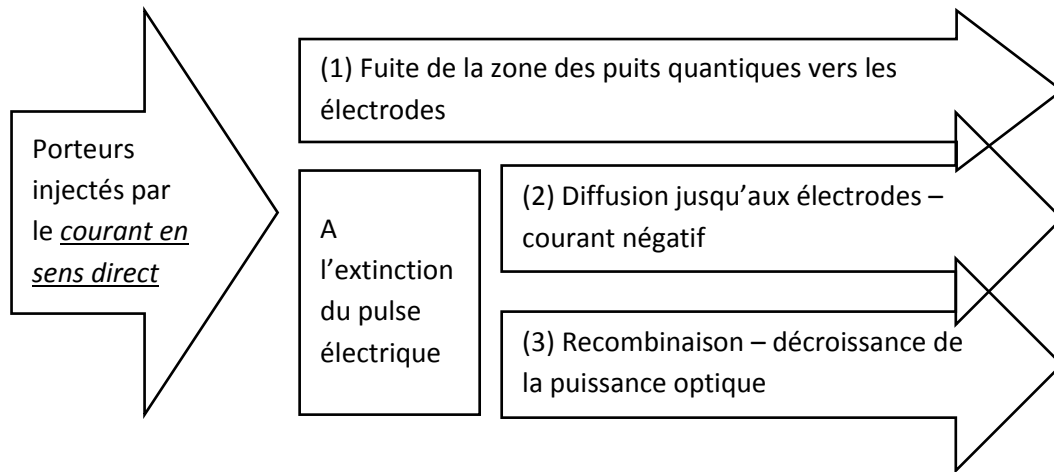 Porteurs
injectés par
le courant en
sens direct
(1) Fuite de la zone des puits quantiques vers les
électrodes
A
l’extinction
du pulse
électrique
(2) Diffusion jusqu’aux électrodes –
courant négatif
(3) Recombinaison – décroissance de
la puissance optique